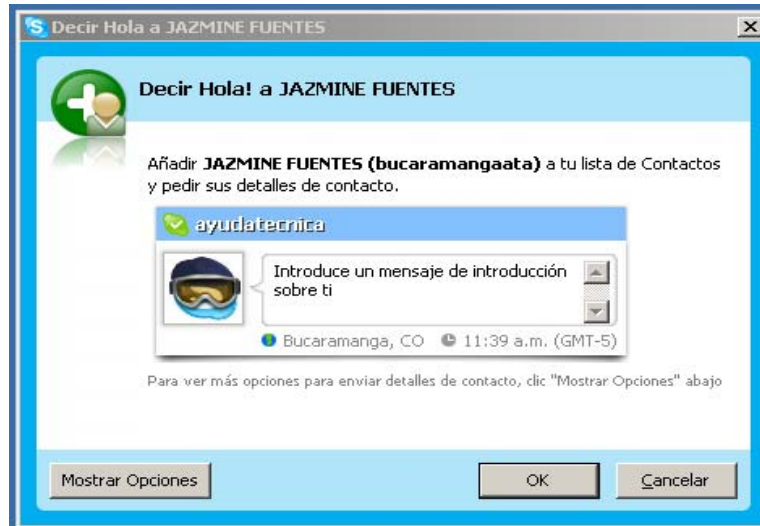 Decir Hola a JAZMINE FUENTES
Decir Hola! a JAZMINE FUENTES
Añadir JAZMINE FUENTES (bucaramangaata) a tu lista de Contactos
y pedir sus detalles de contacto.
ayudatecnica
Introduce un mensaje de introducción
sobre ti
Bucaramanga, CO 11:39 a.m. (GMT-5)
Para ver más opciones para enviar detalles de contacto, clic "Mostrar Opciones" abajo
Mostrar Opciones OK Cancelar